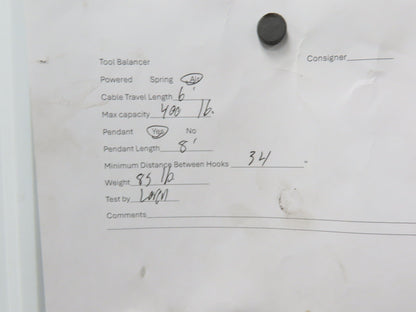 Tool Balancer
Consigner
Powered Spring Air
Cable Travel Length 6'
Max capacity 400 lb.
Pendant Yes No
Pendant Length 8'
Minimum Distance Between Hooks 34
Weight 85 lb
Test by
Comments